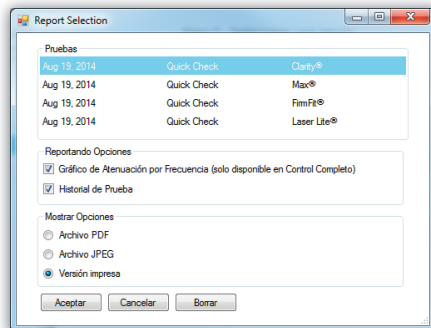 Report Selection
Pruebas
Aug 19, 2014 Quick Check Clarity®
Aug 19, 2014 Quick Check Max®
Aug 19, 2014 Quick Check FirmFit®
Aug 19, 2014 Quick Check Laser Lite®
Reportando Opciones
Gráfico de Atenuación por Frecuencia (solo disponible en Control Completo)
Historial de Prueba
Mostrar Opciones
Archivo PDF
Archivo JPEG
Versión impresa
Aceptar Cancelar Borrar